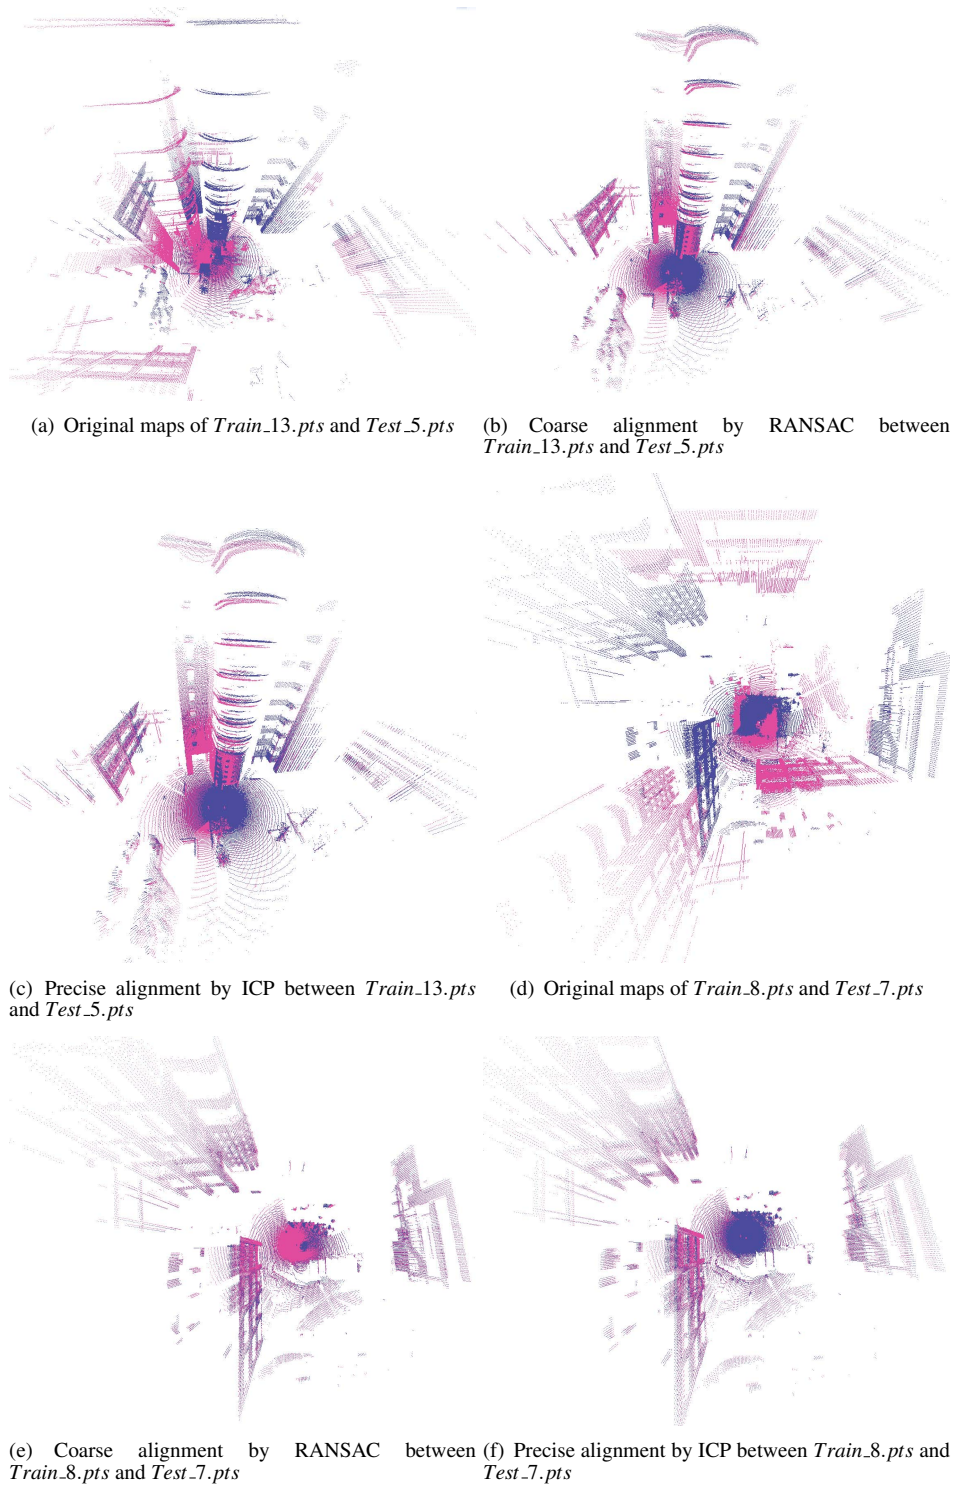 (a) Original maps of Train_13.pts and Test_5.pts
(b) Coarse alignment by RANSAC between
Train_13.pts and Test_5.pts
(c) Precise alignment by ICP between Train_13.pts
and Test_5.pts
(d) Original maps of Train_8.pts and Test_7.pts
(e) Coarse alignment by RANSAC between
Train_8.pts and Test_7.pts
(f) Precise alignment by ICP between Train_8.pts and
Test_7.pts